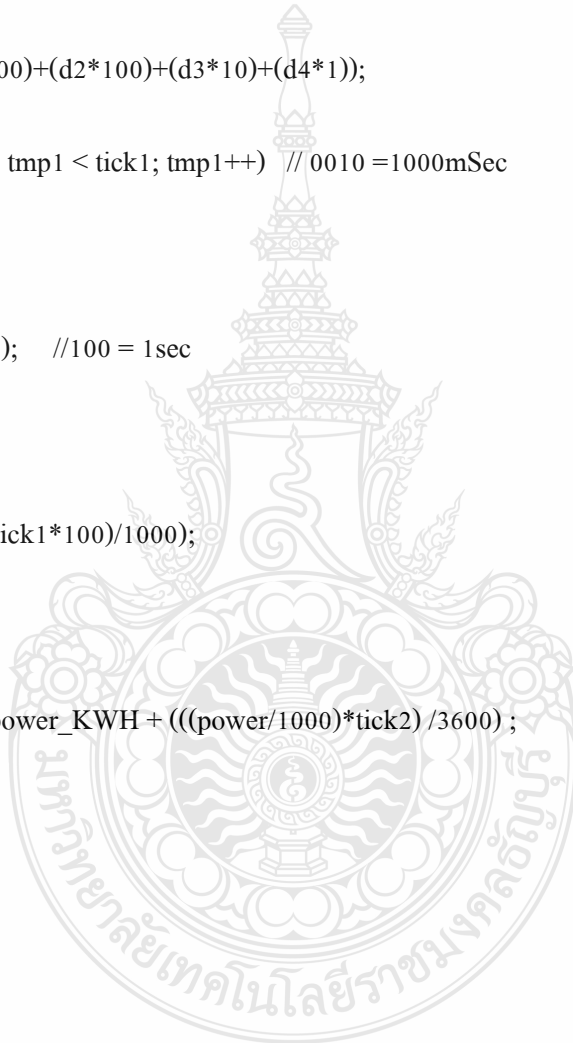 00)+(d2*100)+(d3*10)+(d4*1));
tmp1 < tick1; tmp1++) // 0010 =1000mSec
); //100 = 1sec
ick1*100)/1000);
ower_KWH + (((power/1000)*tick2) /3600) ;
มหาวิทยาลัยเทคโนโลยีราชมงคลธัญบุรี